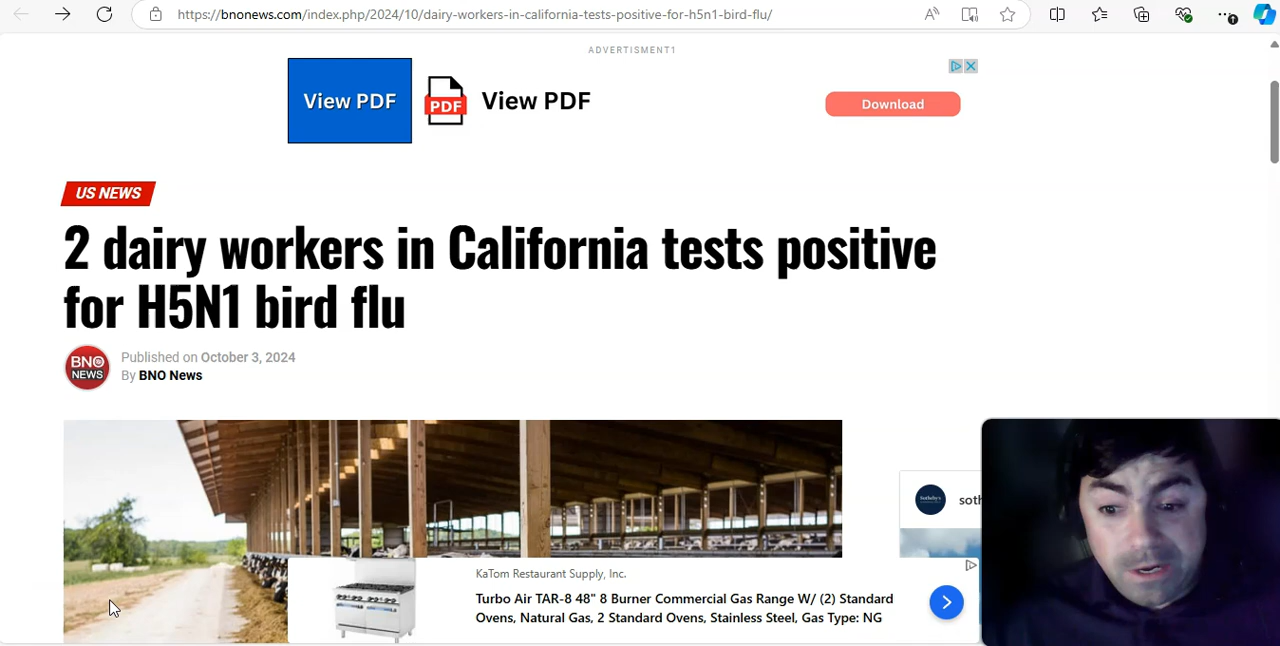 https://bnonews.com/index.php/2024/10/dairy-workers-in-california-tests-positive-for-h5n1-bird-flu/
ADVERTISMENT1
View PDF
PDF
View PDF
Download
US NEWS
2 dairy workers in California tests positive
for H5N1 bird flu
BNO
NEWS
Published on October 3, 2024
By BNO News
Sotheby's
soth
KaTom Restaurant Supply, Inc.
Turbo Air TAR-8 48" 8 Burner Commercial Gas Range W/ (2) Standard
Ovens, Natural Gas, 2 Standard Ovens, Stainless Steel, Gas Type: NG